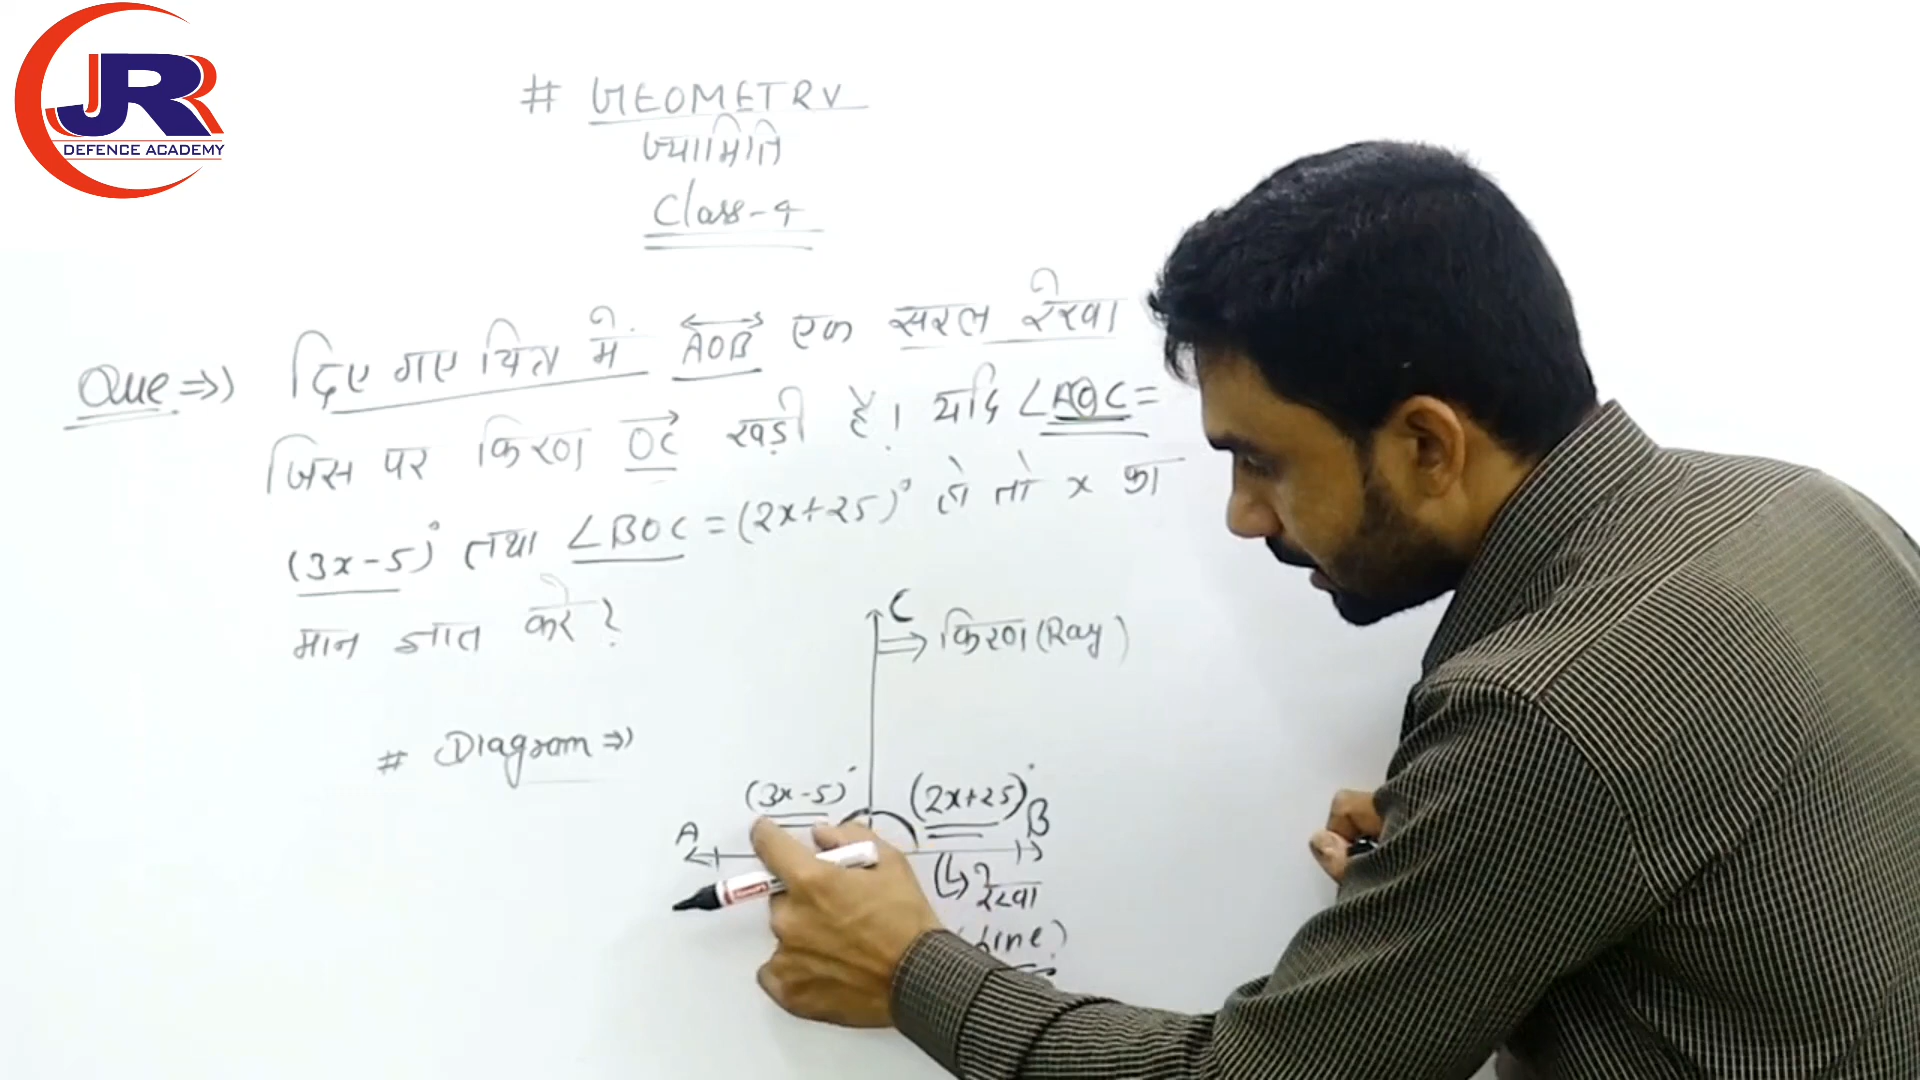 JR
DEFENCE ACADEMY
# GEOMETRY
ज्यामिति
Class-4
Que ⇒) दिए गए चित्र में AOB एक सरल रेखा
जिस पर किरण OC खड़ी है। यदि ∠AOC =
(3x-5)° तथा ∠BOC = (2x+25)° हो तो x का
मान ज्ञात करे?
C
किरण (Ray)
# Diagram ⇒)
(3x-5)° (2x+25)°
A B
रेखा
Line)